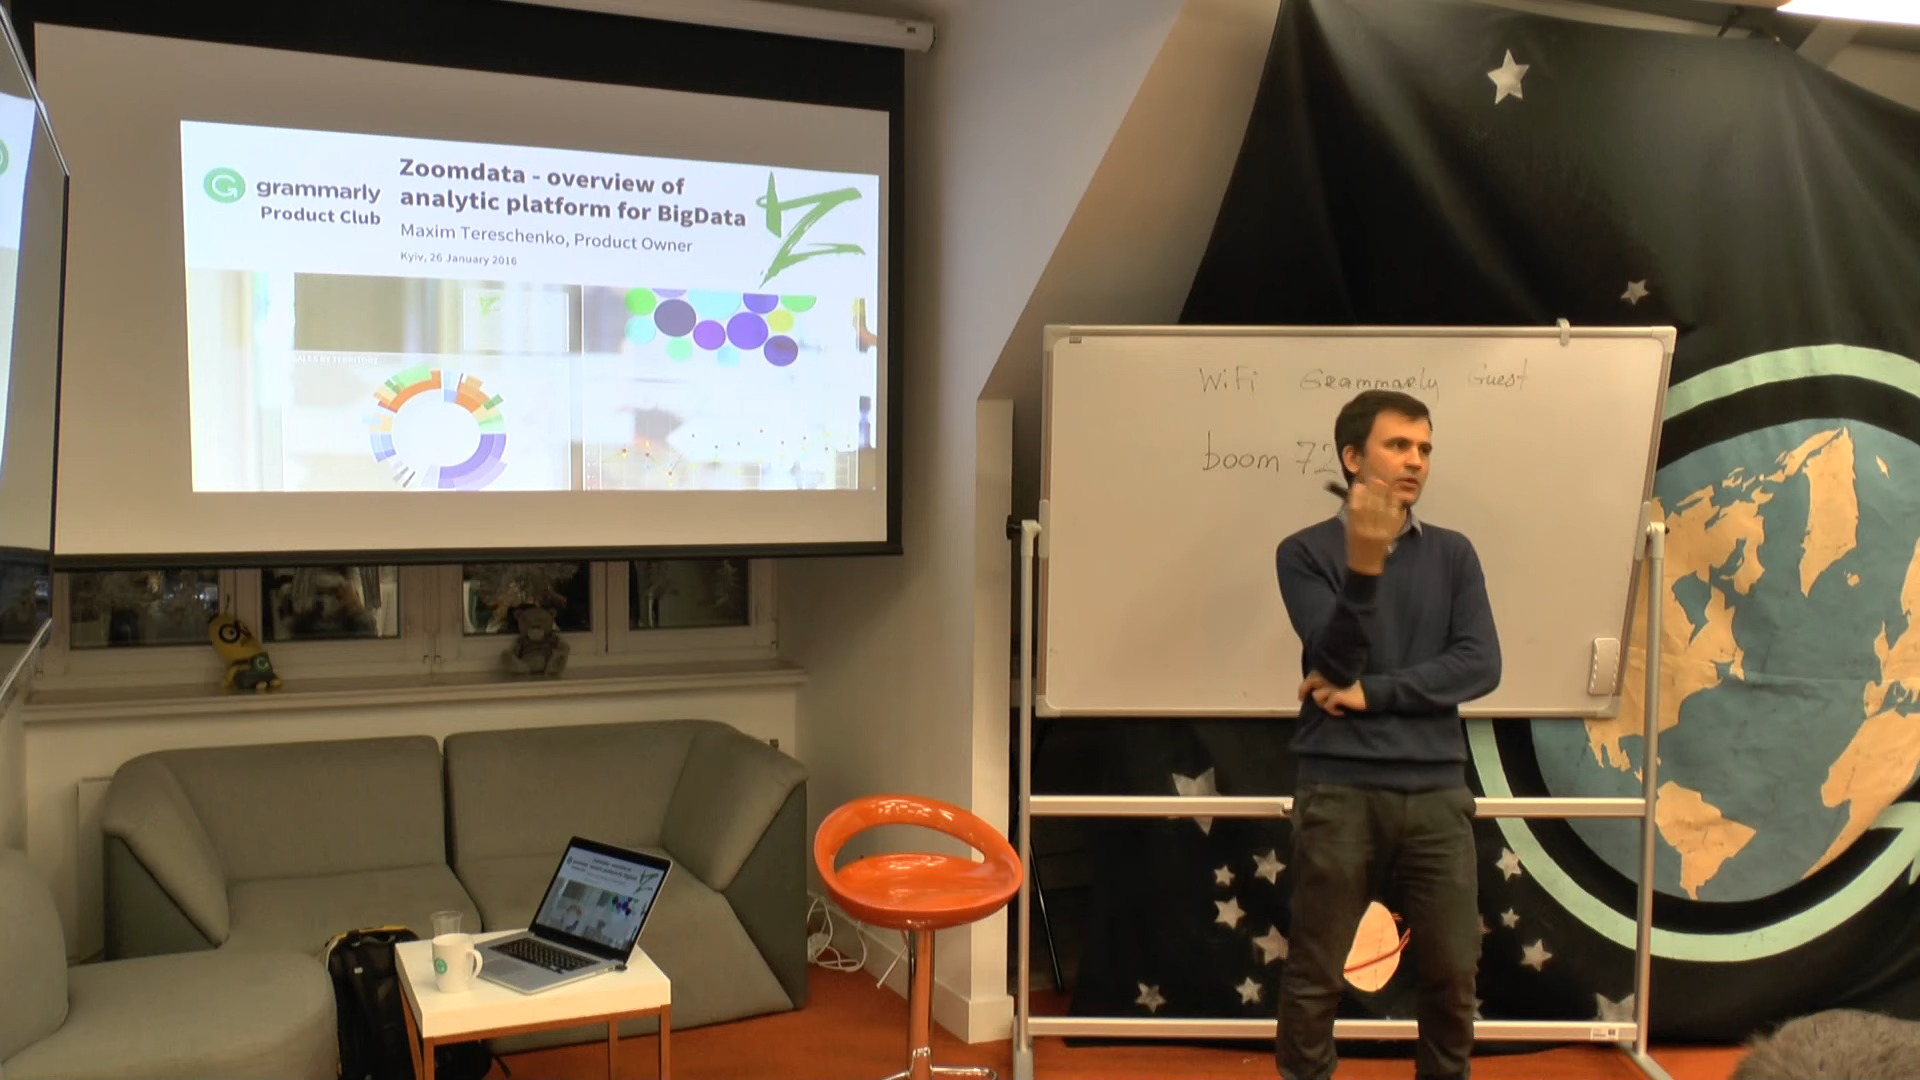 Zoomdata - overview of
analytic platform for BigData
grammarly
Product Club
Maxim Tereschenko, Product Owner
Kyiv, 26 January 2016
WiFi Grammarly Guest
boom 72